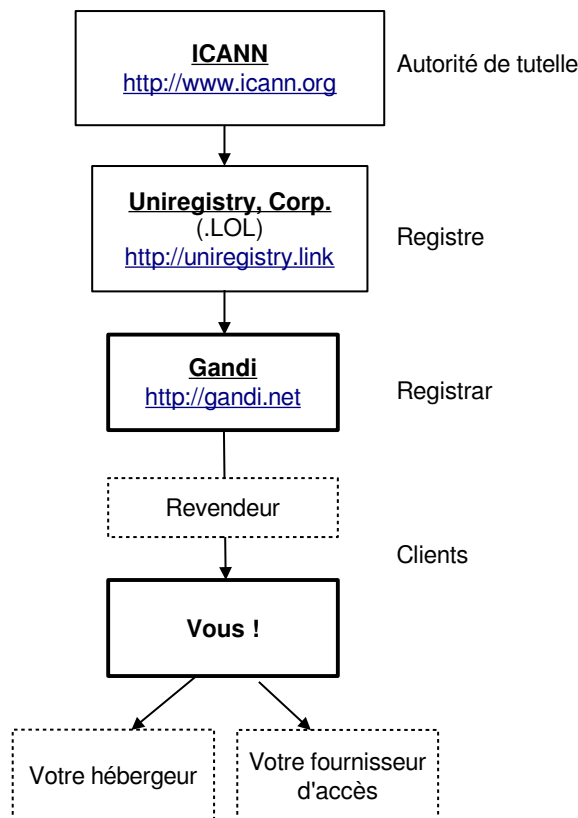 ICANN
http://www.icann.org
Autorité de tutelle
Uniregistry, Corp.
(.LOL)
http://uniregistry.link
Registre
Gandi
http://gandi.net
Registrar
Revendeur
Clients
Vous !
Votre hébergeur
Votre fournisseur
d'accès